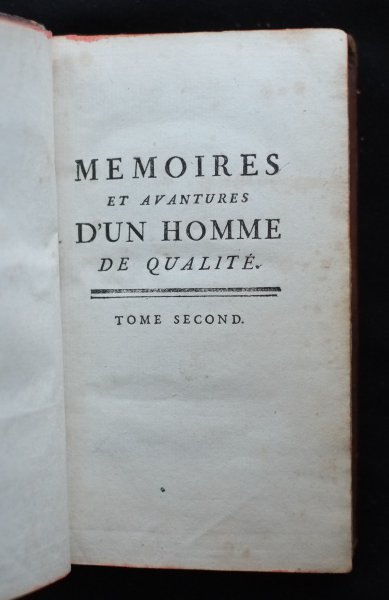 MEMOIRES
ET AVANTURES
D'UN HOMME
DE QUALITÉ.
TOME SECOND.